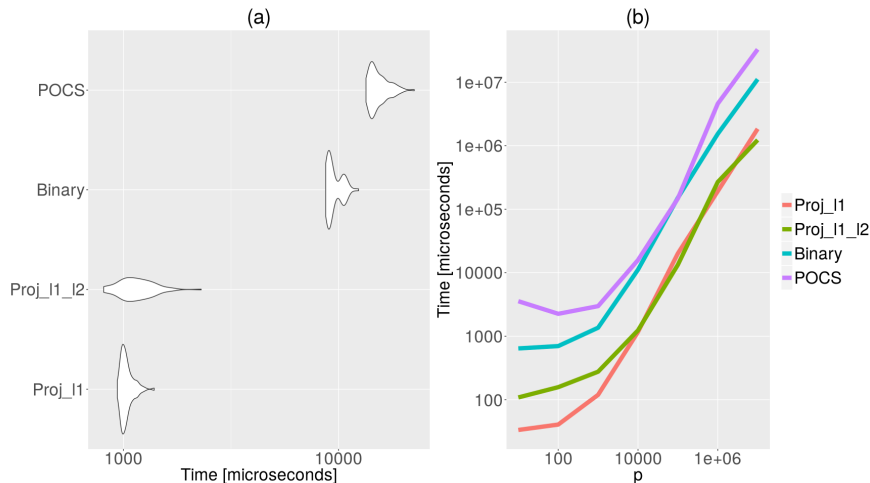 (a)
POCS
Binary
Proj_l1_l2
Proj_l1
1000
10000
Time [microseconds]
(b)
1e+07
1e+06
1e+05
10000
1000
100
Time [microseconds]
100
10000
1e+06
p
Proj_l1
Proj_l1_l2
Binary
POCS